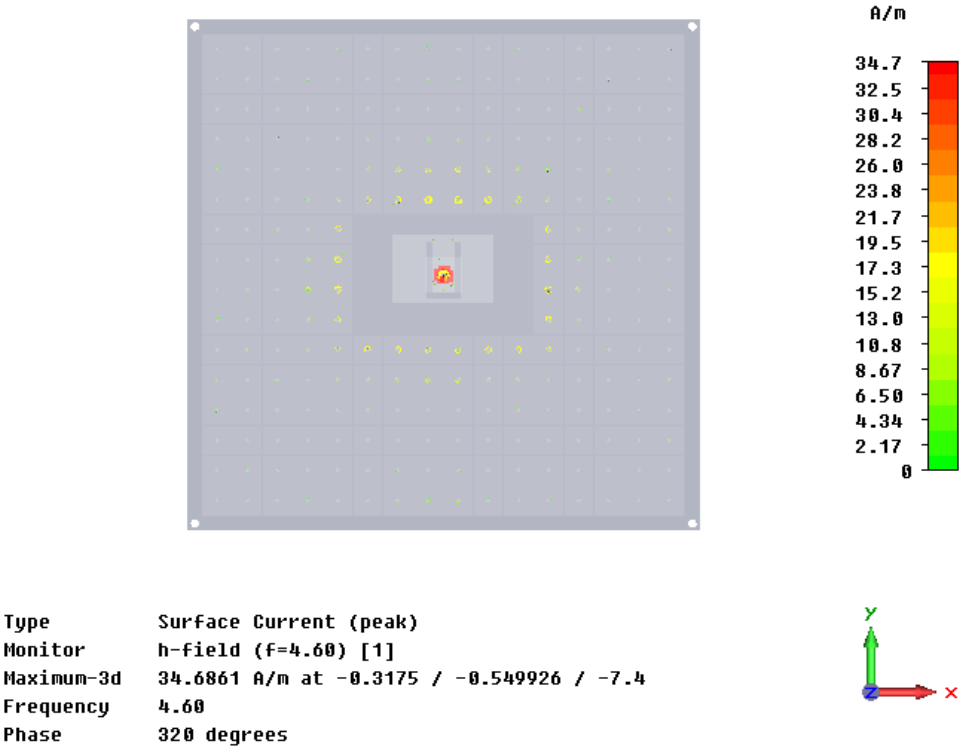 A/m
34.7
32.5
30.4
28.2
26.0
23.8
21.7
19.5
17.3
15.2
13.0
10.8
8.67
6.50
4.34
2.17
0
Type Surface Current (peak)
Monitor h-field (f=4.60) [1]
Maximum-3d 34.6861 A/m at -0.3175 / -0.549926 / -7.4
Frequency 4.60
Phase 320 degrees
y
z
x